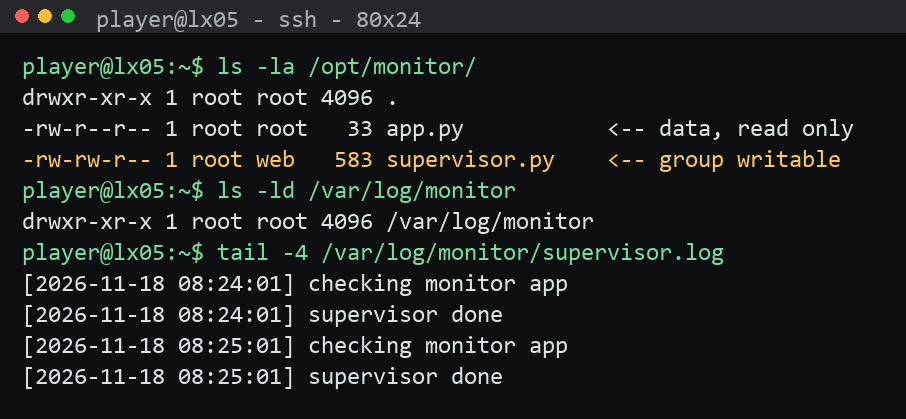 player@lx05 - ssh - 80x24
player@lx05:~$ ls -la /opt/monitor/
drwxr-xr-x 1 root root 4096 .
-rw-r--r-- 1 root root   33 app.py           <-- data, read only
-rw-rw-r-- 1 root web   583 supervisor.py    <-- group writable
player@lx05:~$ ls -ld /var/log/monitor
drwxr-xr-x 1 root root 4096 /var/log/monitor
player@lx05:~$ tail -4 /var/log/monitor/supervisor.log
[2026-11-18 08:24:01] checking monitor app
[2026-11-18 08:24:01] supervisor done
[2026-11-18 08:25:01] checking monitor app
[2026-11-18 08:25:01] supervisor done